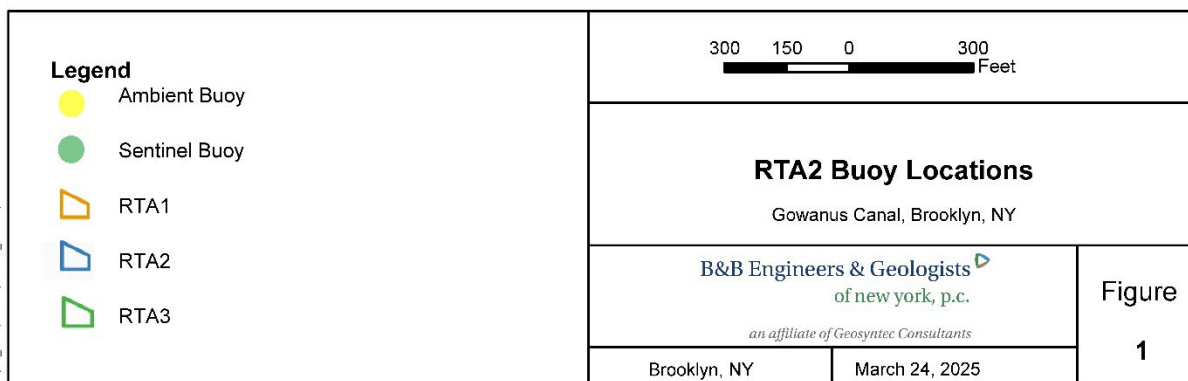 Legend
Ambient Buoy
Sentinel Buoy
RTA1
RTA2
RTA3
300 150 0 300
Feet
RTA2 Buoy Locations
Gowanus Canal, Brooklyn, NY
B&B Engineers & Geologists
of new york, p.c.
an affiliate of Geosyntec Consultants
Brooklyn, NY
March 24, 2025
Figure
1